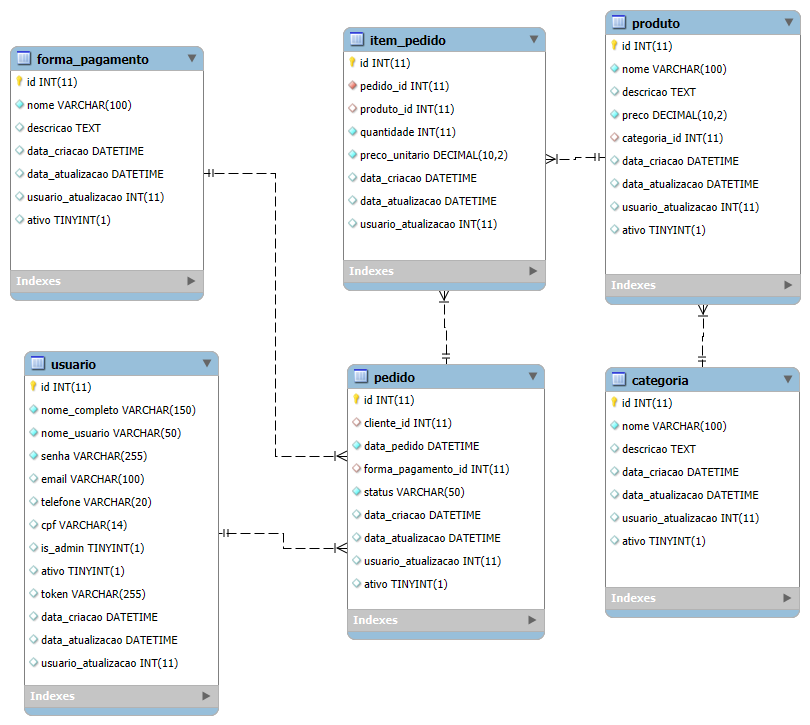 forma_pagamento
id INT(11)
nome VARCHAR(100)
descricao TEXT
data_criacao DATETIME
data_atualizacao DATETIME
usuario_atualizacao INT(11)
ativo TINYINT(1)
Indexes
item_pedido
id INT(11)
pedido_id INT(11)
produto_id INT(11)
quantidade INT(11)
preco_unitario DECIMAL(10,2)
data_criacao DATETIME
data_atualizacao DATETIME
usuario_atualizacao INT(11)
Indexes
produto
id INT(11)
nome VARCHAR(100)
descricao TEXT
preco DECIMAL(10,2)
categoria_id INT(11)
data_criacao DATETIME
data_atualizacao DATETIME
usuario_atualizacao INT(11)
ativo TINYINT(1)
Indexes
usuario
id INT(11)
nome_completo VARCHAR(150)
nome_usuario VARCHAR(50)
senha VARCHAR(255)
email VARCHAR(100)
telefone VARCHAR(20)
cpf VARCHAR(14)
is_admin TINYINT(1)
ativo TINYINT(1)
token VARCHAR(255)
data_criacao DATETIME
data_atualizacao DATETIME
usuario_atualizacao INT(11)
Indexes
pedido
id INT(11)
cliente_id INT(11)
data_pedido DATETIME
forma_pagamento_id INT(11)
status VARCHAR(50)
data_criacao DATETIME
data_atualizacao DATETIME
usuario_atualizacao INT(11)
ativo TINYINT(1)
Indexes
categoria
id INT(11)
nome VARCHAR(100)
descricao TEXT
data_criacao DATETIME
data_atualizacao DATETIME
usuario_atualizacao INT(11)
ativo TINYINT(1)
Indexes